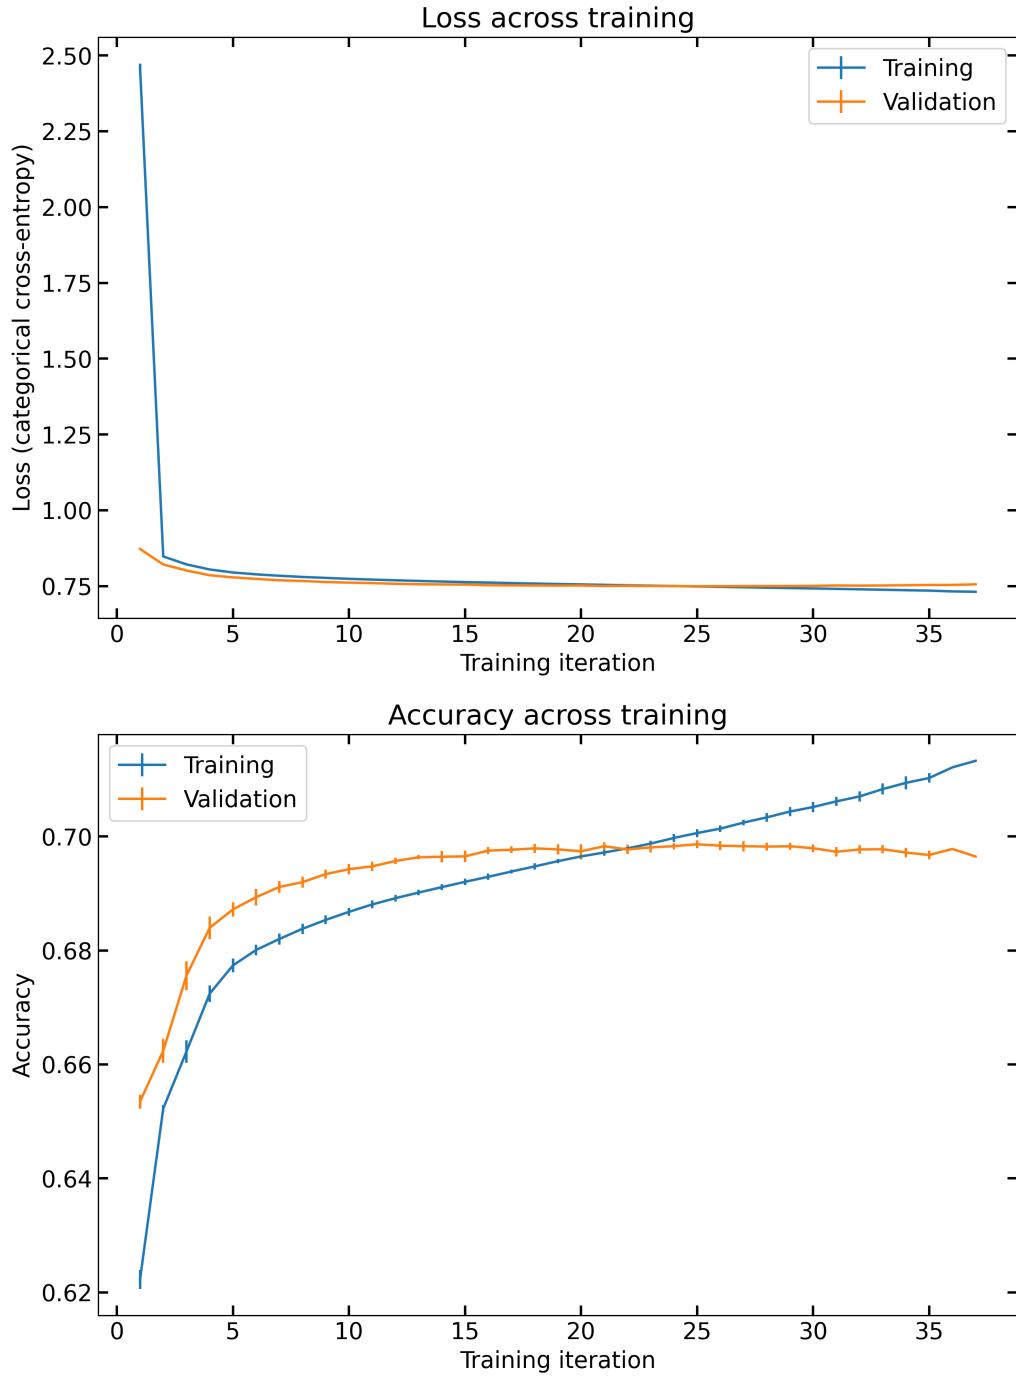 Loss across training
2.50
2.25
2.00
1.75
1.50
1.25
1.00
0.75
Loss (categorical cross-entropy)
Training
Validation
0 5 10 15 20 25 30 35
Training iteration
Accuracy across training
0.70
0.68
0.66
0.64
0.62
Accuracy
Training
Validation
0 5 10 15 20 25 30 35
Training iteration